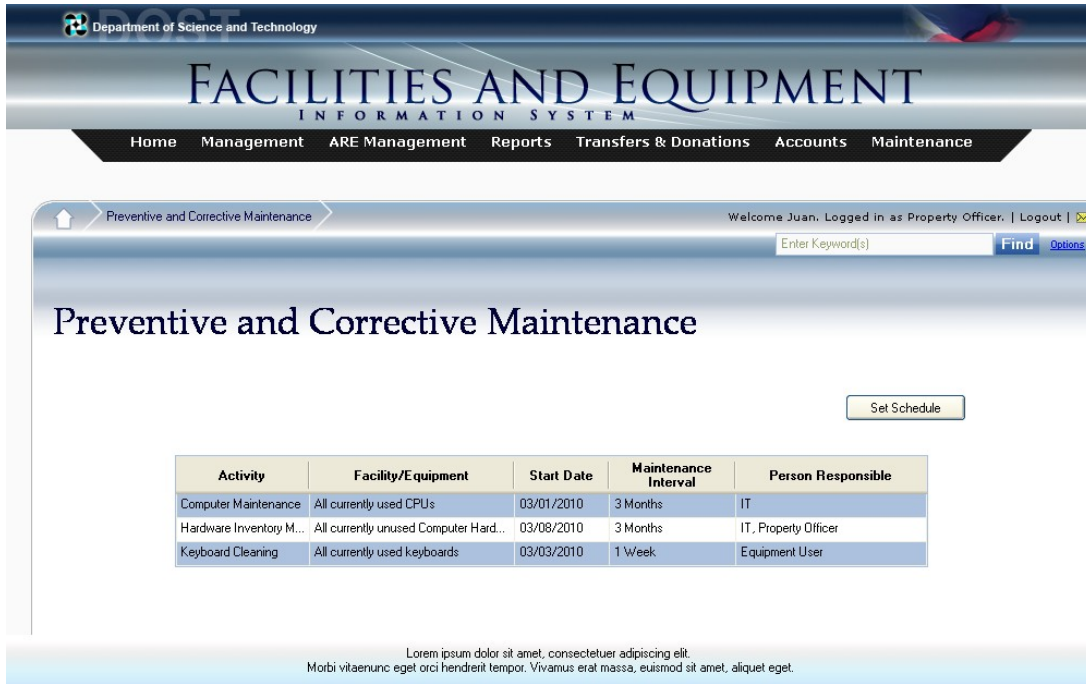 DOST
Department of Science and Technology
FACILITIES AND EQUIPMENT
INFORMATION SYSTEM
Home Management ARE Management Reports Transfers & Donations Accounts Maintenance
Preventive and Corrective Maintenance
Welcome Juan. Logged in as Property Officer. | Logout |
Enter Keyword(s) Find Options
Preventive and Corrective Maintenance
Set Schedule
Activity Facility/Equipment Start Date Maintenance Interval Person Responsible
Computer Maintenance All currently used CPUs 03/01/2010 3 Months IT
Hardware Inventory M... All currently unused Computer Hard... 03/08/2010 3 Months IT, Property Officer
Keyboard Cleaning All currently used keyboards 03/03/2010 1 Week Equipment User
Lorem ipsum dolor sit amet, consectetuer adipiscing elit.
Morbi vitaenunc eget orci hendrerit tempor. Vivamus erat massa, euismod sit amet, aliquet eget.